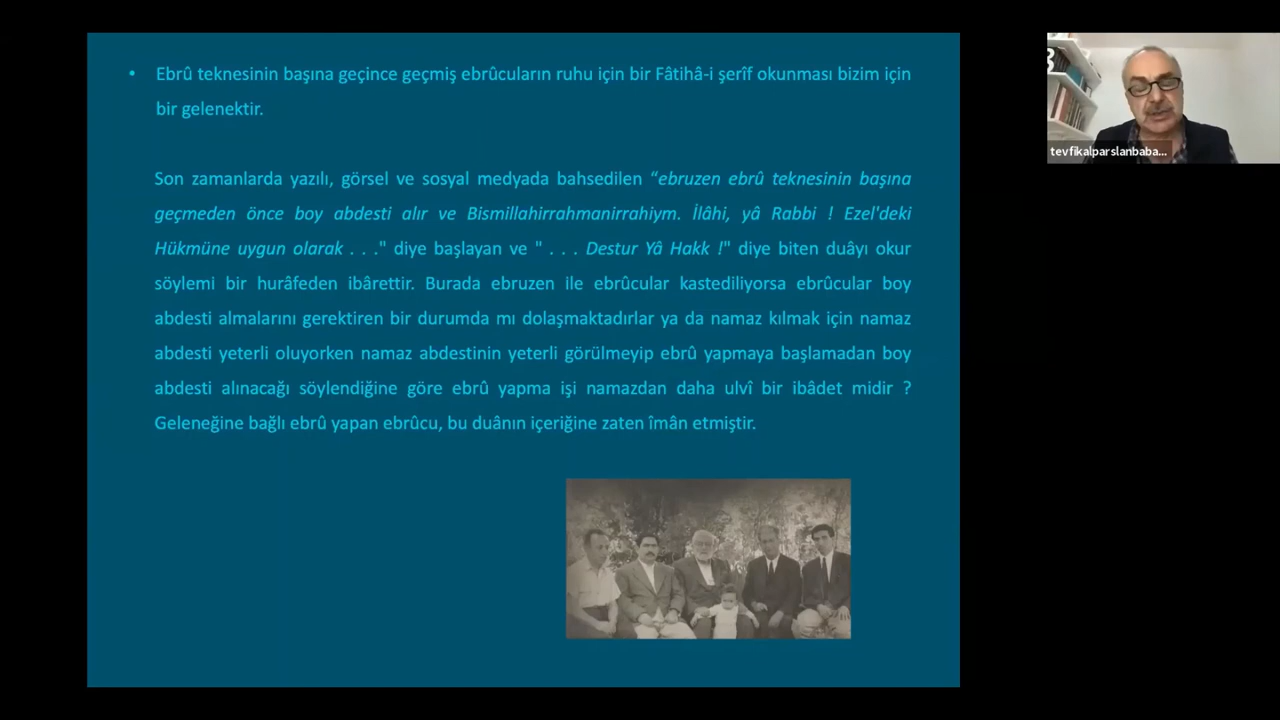 • Ebrû teknesinin başına geçince geçmiş ebrûcuların ruhu için bir Fâtihâ-i şerîf okunması bizim için
bir gelenektir.
Son zamanlarda yazılı, görsel ve sosyal medyada bahsedilen “ebruzen ebrû teknesinin başına
geçmeden önce boy abdesti alır ve Bismillahirrahmanirrahiym. İlâhi, yâ Rabbi ! Ezel'deki
Hükmüne uygun olarak . . ." diye başlayan ve " . . . Destur Yâ Hakk !" diye biten duâyı okur
söylemi bir hurâfeden ibârettir. Burada ebruzen ile ebrûcular kastediliyorsa ebrûcular boy
abdesti almalarını gerektiren bir durumda mı dolaşmaktadırlar ya da namaz kılmak için namaz
abdesti yeterli oluyorken namaz abdestinin yeterli görülmeyip ebrû yapmaya başlamadan boy
abdesti alınacağı söylendiğine göre ebrû yapma işi namazdan daha ulvî bir ibâdet midir ?
Geleneğine bağlı ebrû yapan ebrûcu, bu duânın içeriğine zaten îmân etmiştir.
tevfikalparslanbaba...